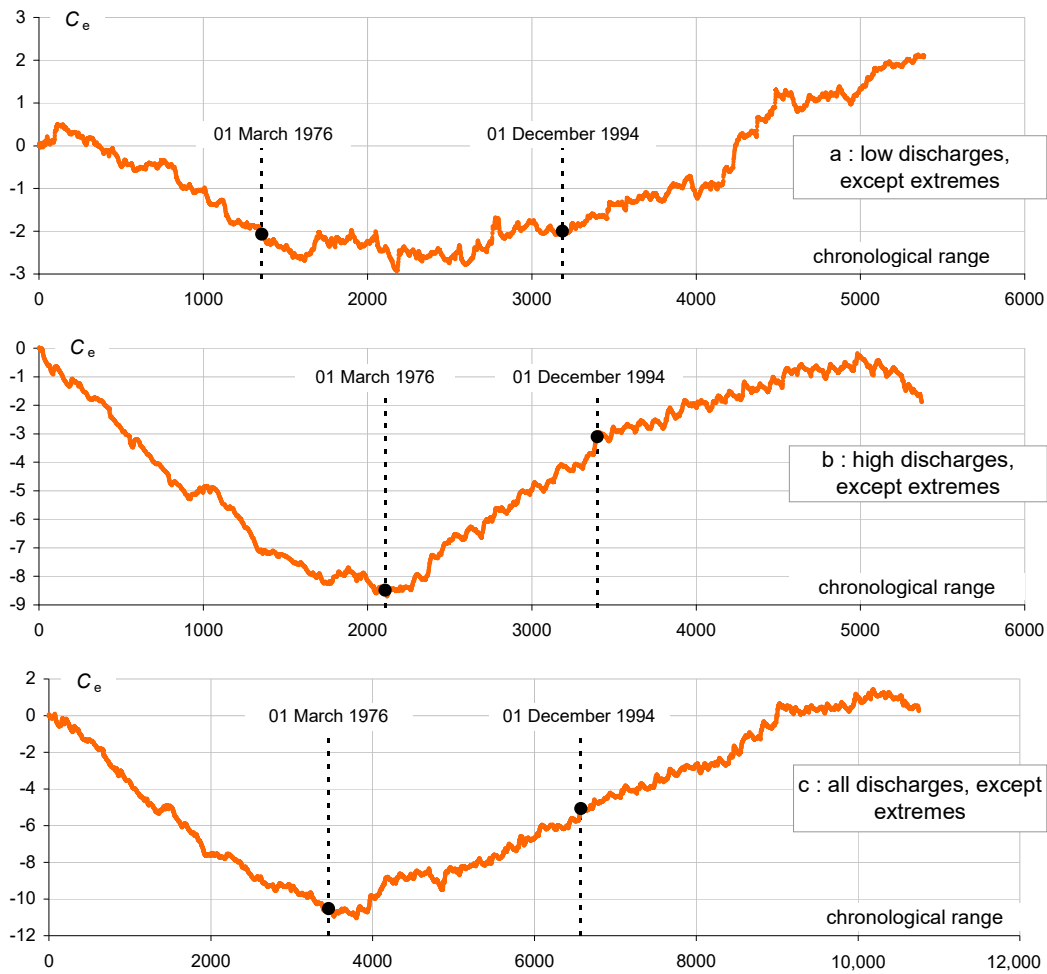 C e
3
2
1
0
-1
-2
-3
01 March 1976
01 December 1994
a : low discharges,
except extremes
chronological range
0 1000 2000 3000 4000 5000 6000
C e
0
-1
-2
-3
-4
-5
-6
-7
-8
-9
01 March 1976
01 December 1994
b : high discharges,
except extremes
chronological range
0 1000 2000 3000 4000 5000 6000
C e
2
0
-2
-4
-6
-8
-10
-12
01 March 1976
01 December 1994
c : all discharges, except
extremes
chronological range
0 2000 4000 6000 8000 10,000 12,000